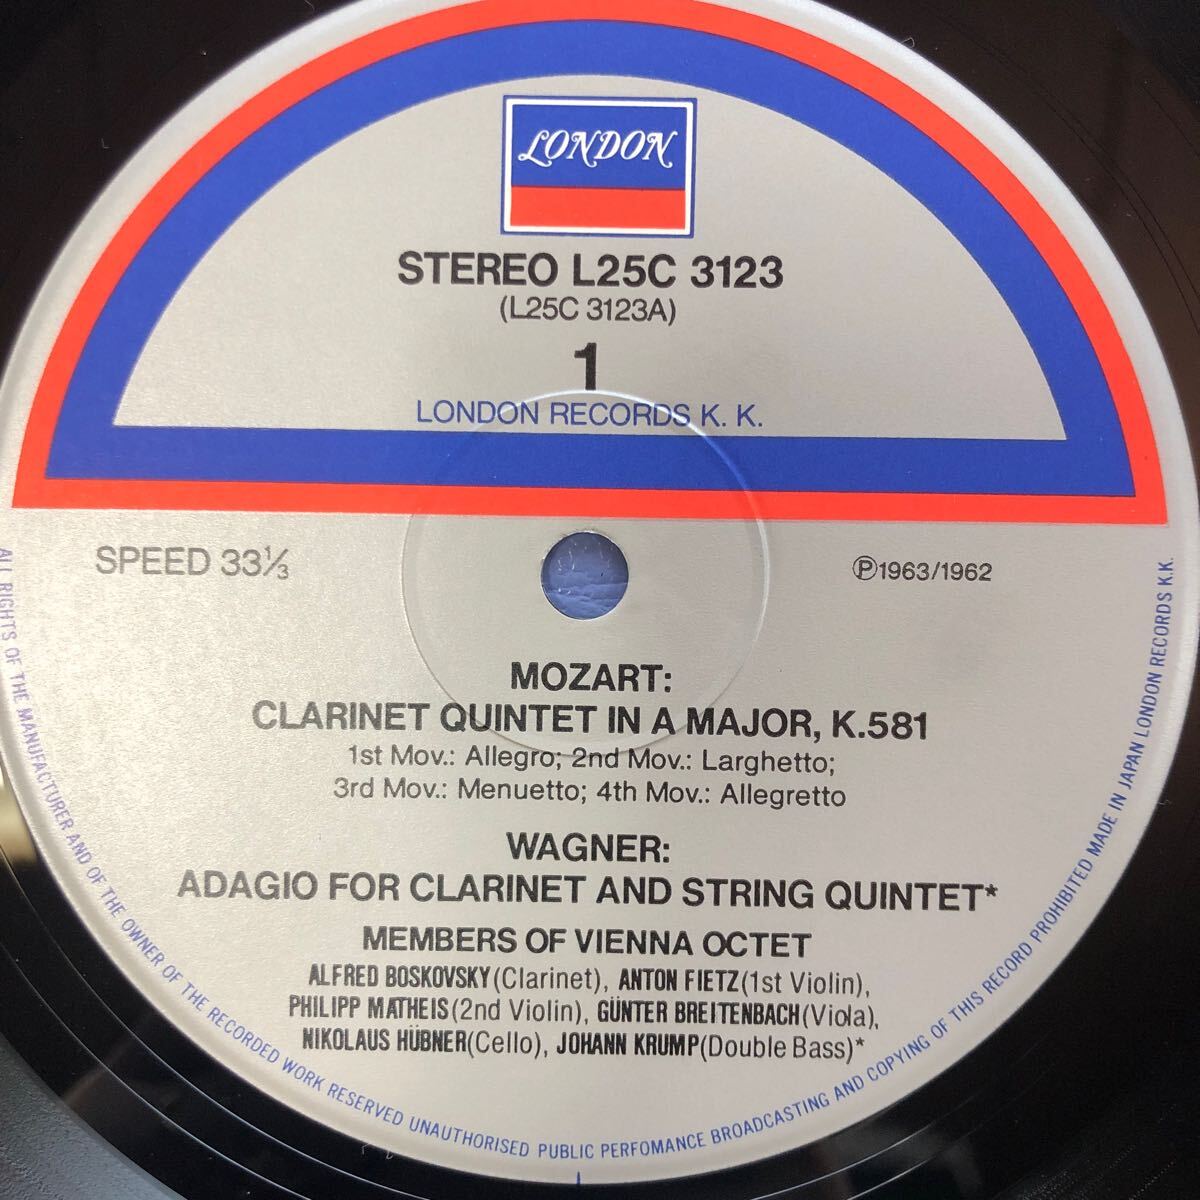 LONDON
STEREO L25C 3123
(L25C 3123A)
1
LONDON RECORDS K. K.
SPEED 33⅓
℗1963/1962
MOZART:
CLARINET QUINTET IN A MAJOR, K.581
1st Mov.: Allegro; 2nd Mov.: Larghetto;
3rd Mov.: Menuetto; 4th Mov.: Allegretto
WAGNER:
ADAGIO FOR CLARINET AND STRING QUINTET*
MEMBERS OF VIENNA OCTET
ALFRED BOSKOVSKY(Clarinet), ANTON FIETZ(1st Violin),
PHILIPP MATHEIS(2nd Violin), GÜNTER BREITENBACH(Viola),
NIKOLAUS HÜBNER(Cello), JOHANN KRUMP(Double Bass)*
ALL RIGHTS OF THE MANUFACTURER AND OF THE OWNER OF THE RECORDED WORK RESERVED UNAUTHORISED PUBLIC PERFOMANCE BROADCASTING AND COPYING OF THIS RECORD PROHIBITED MADE IN JAPAN LONDON RECORDS K.K.